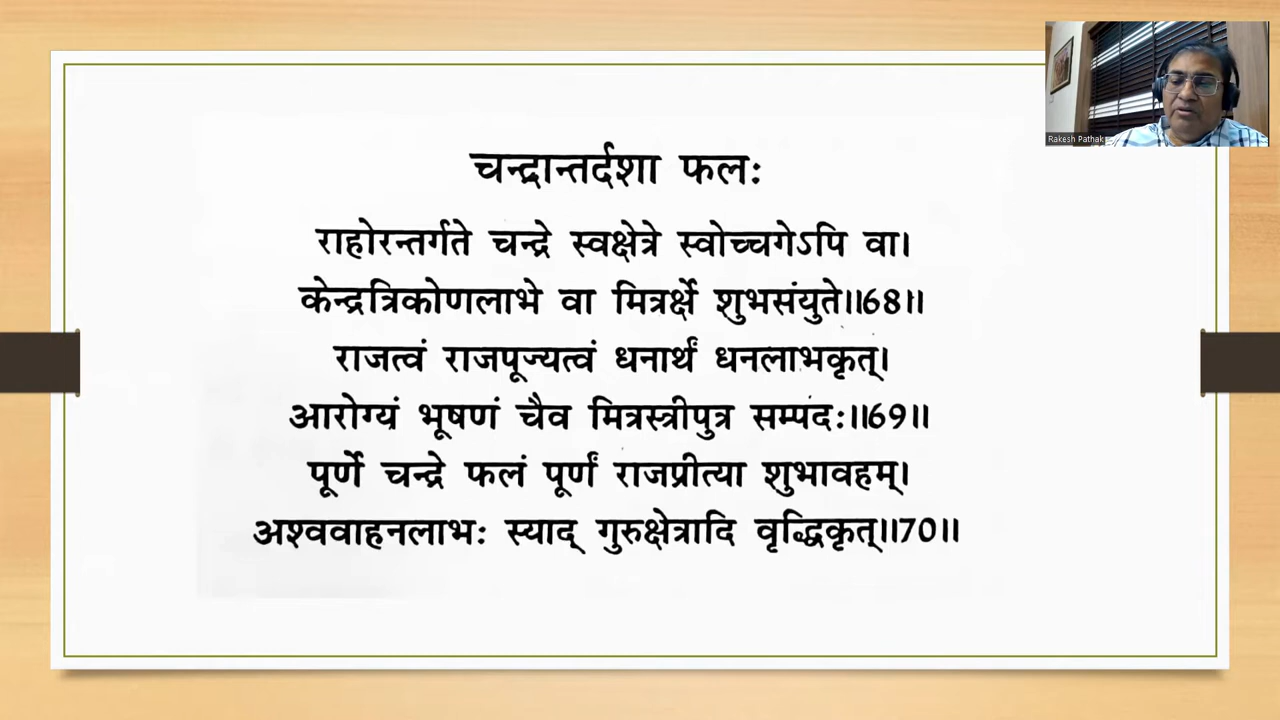 Rakesh Pathak
चन्द्रान्तर्दशा फलः
राहोरन्तर्गते चन्द्रे स्वक्षेत्रे स्वोच्चगेऽपि वा।
केन्द्रत्रिकोणलाभे वा मित्रर्क्षे शुभसंयुते॥68॥
राजत्वं राजपूज्यत्वं धनार्थं धनलाभकृत्।
आरोग्यं भूषणं चैव मित्रस्त्रीपुत्र सम्पदः॥69॥
पूर्णे चन्द्रे फलं पूर्णं राजप्रीत्या शुभावहम्।
अश्ववाहनलाभः स्याद् गुरुक्षेत्रादि वृद्धिकृत्॥70॥